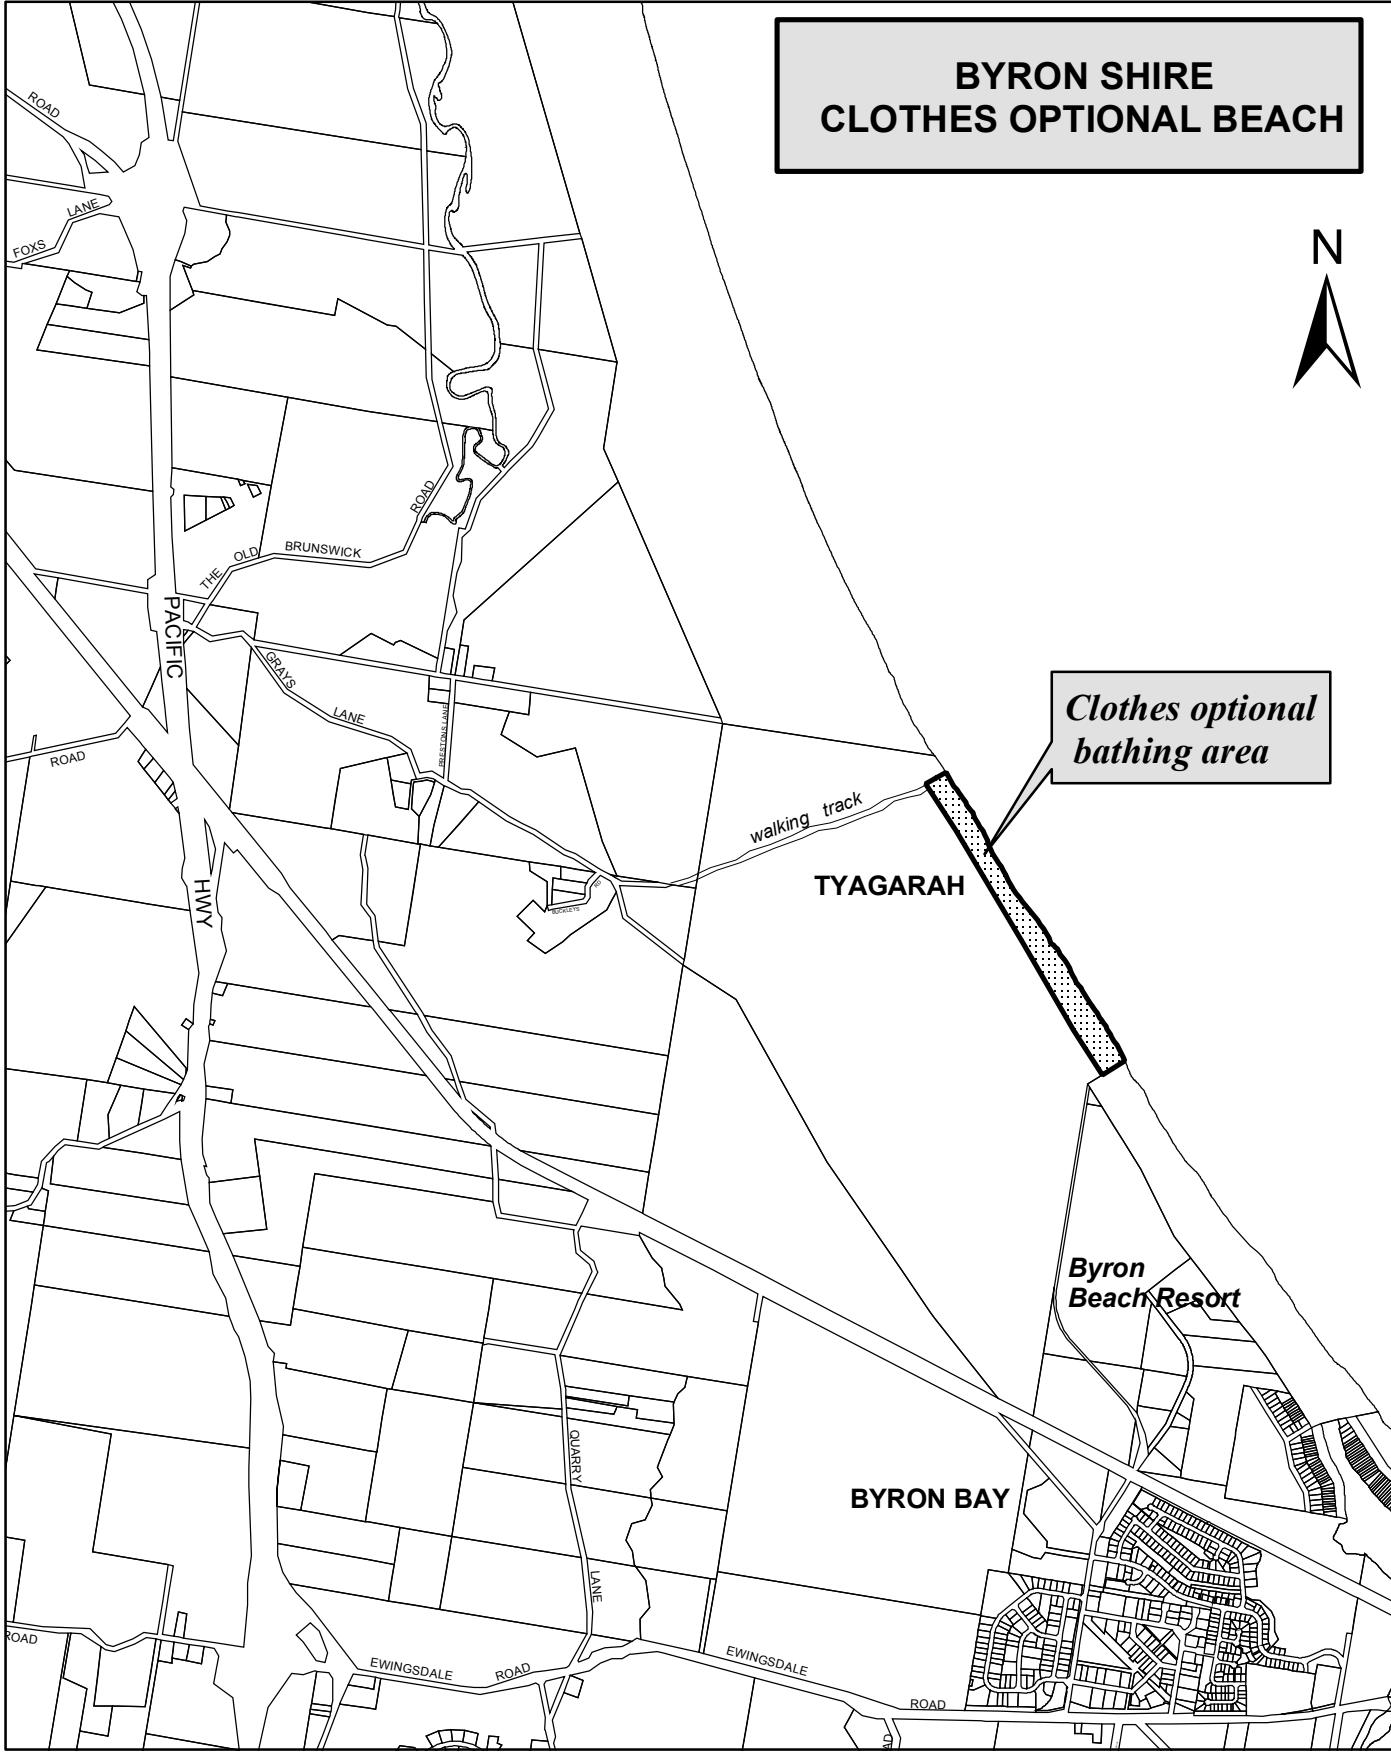 BYRON SHIRE
CLOTHES OPTIONAL BEACH
N
ROAD
LANE
FOXS
ROAD
THE OLD BRUNSWICK
PACIFIC
GRAYS
LANE
PRESTONS LANE
ROAD
Clothes optional
bathing area
walking track
TYAGARAH
HWY
BUCKLEYS
RD
Byron
Beach Resort
QUARRY
BYRON BAY
LANE
ROAD
EWINGSDALE
ROAD
EWINGSDALE
ROAD